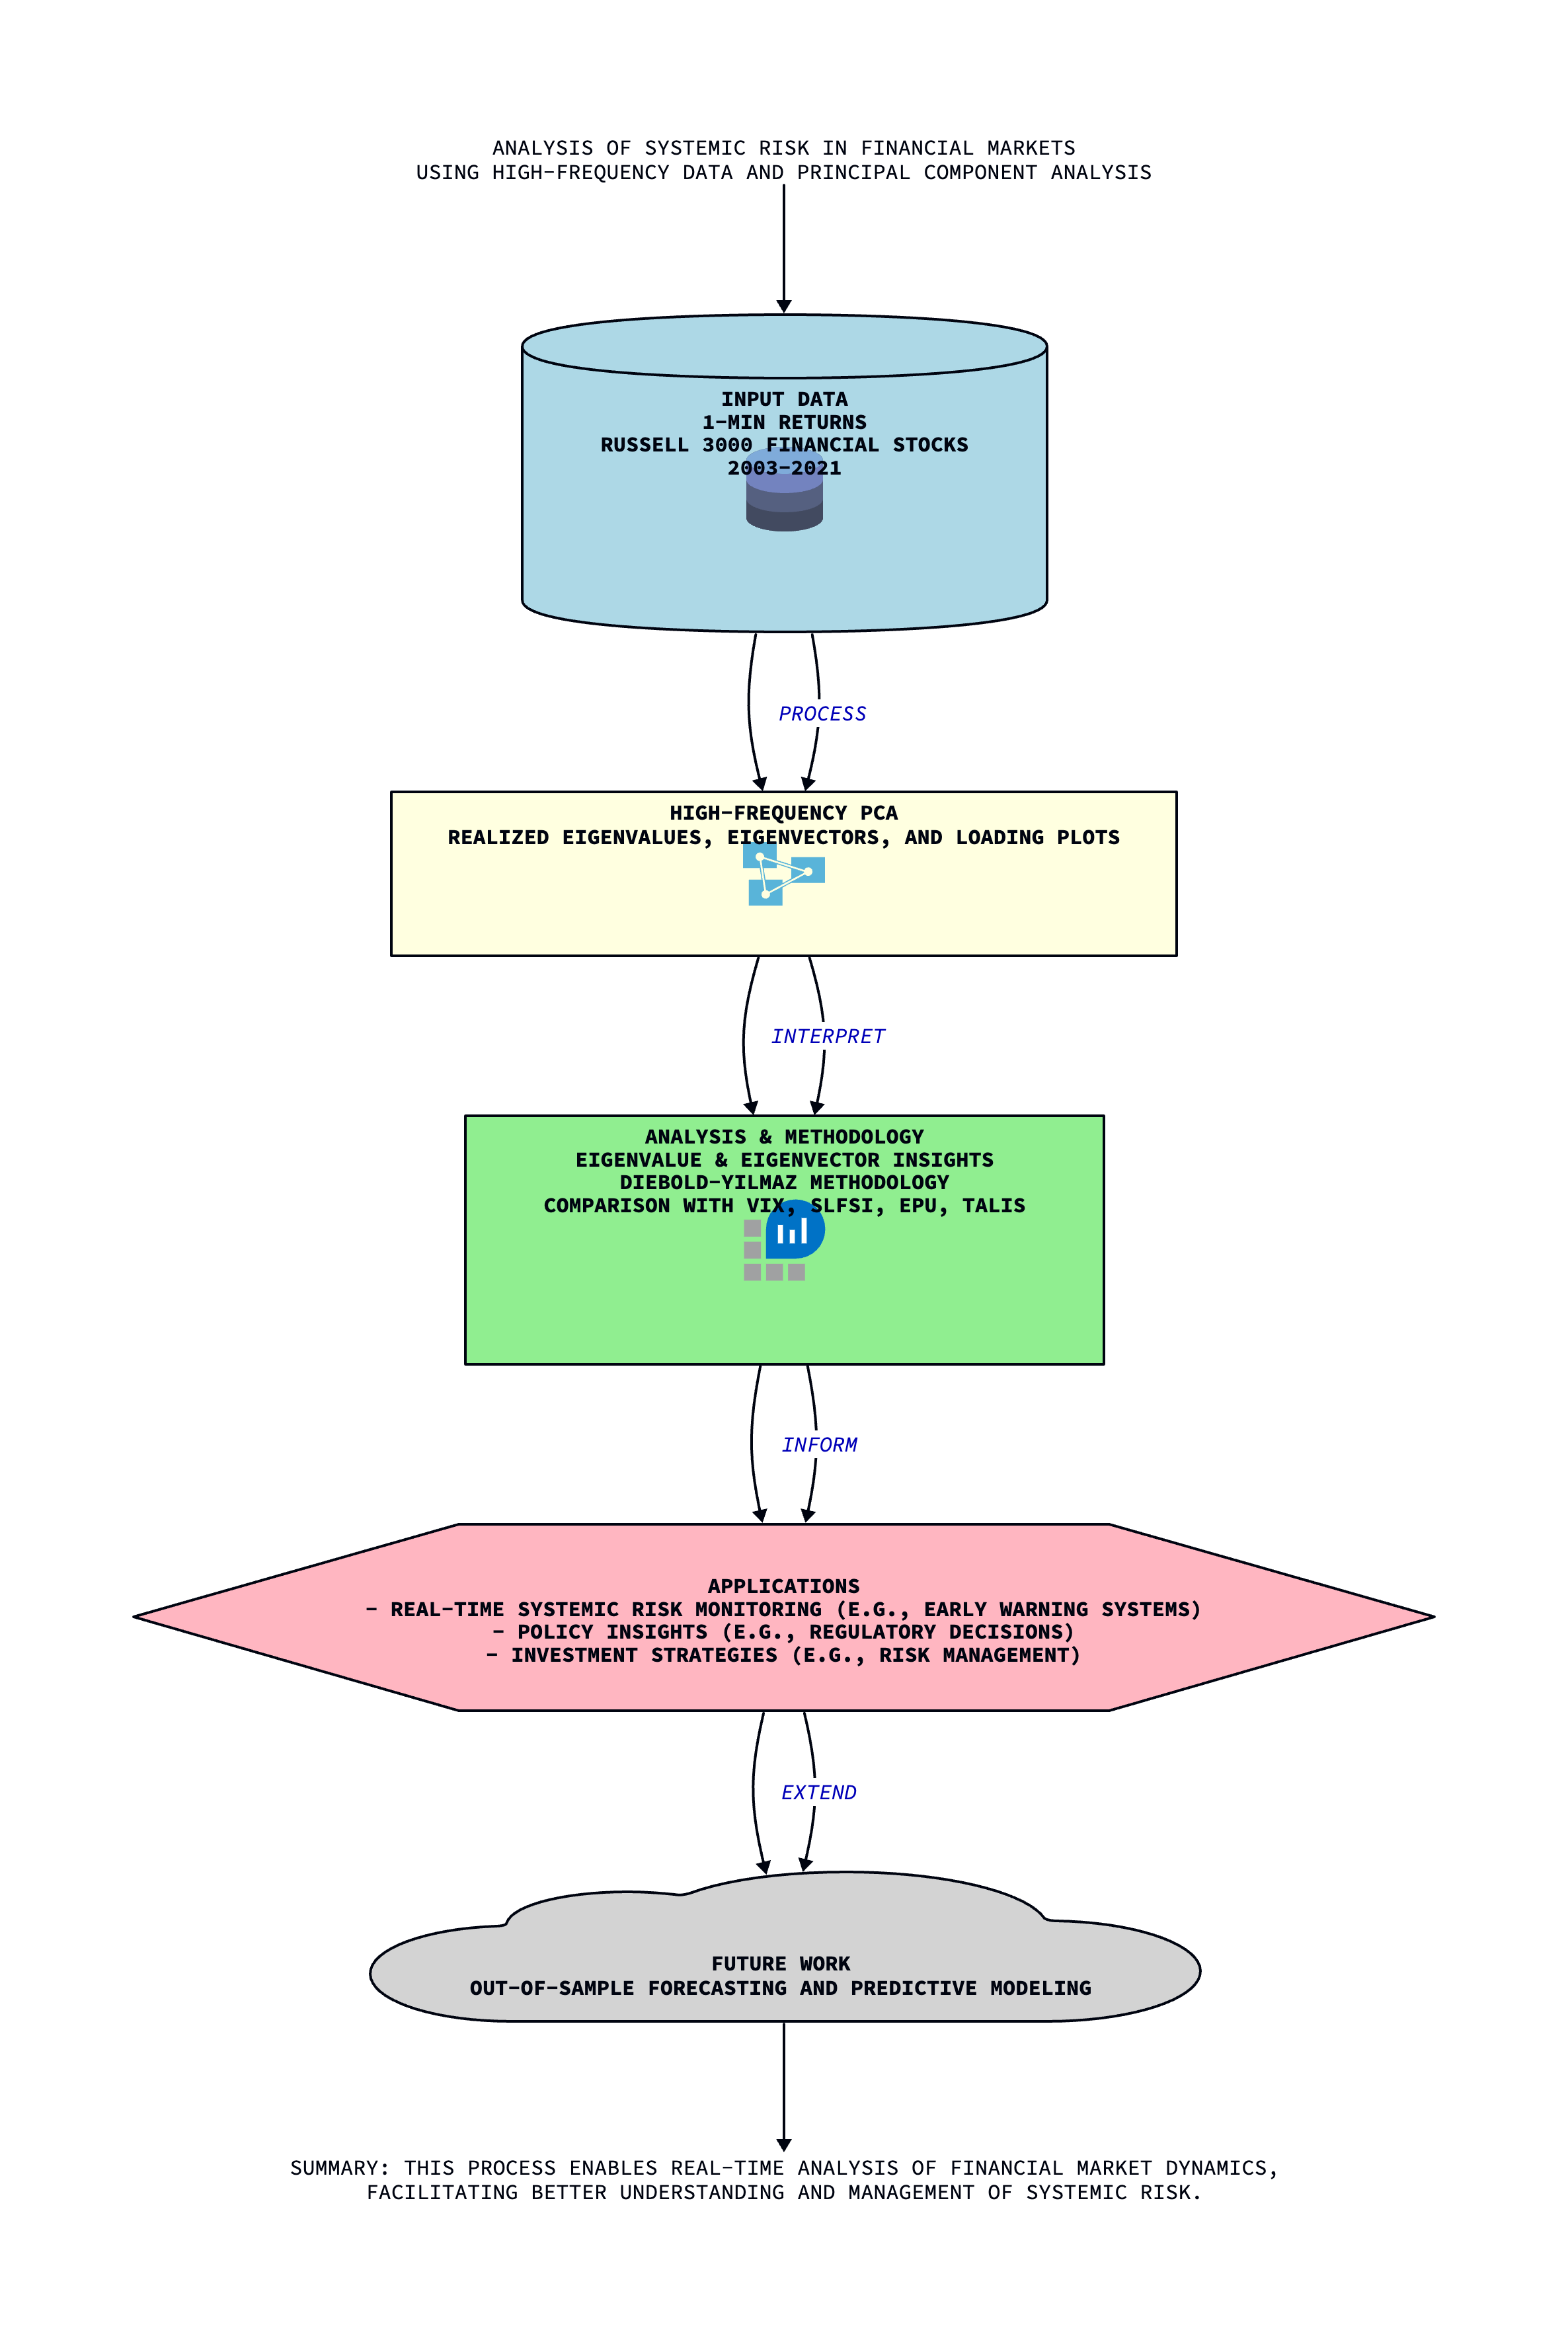 ANALYSIS OF SYSTEMIC RISK IN FINANCIAL MARKETS
USING HIGH-FREQUENCY DATA AND PRINCIPAL COMPONENT ANALYSIS
INPUT DATA
1-MIN RETURNS
RUSSELL 3000 FINANCIAL STOCKS
2003-2021
PROCESS
HIGH-FREQUENCY PCA
REALIZED EIGENVALUES, EIGENVECTORS, AND LOADING PLOTS
INTERPRET
ANALYSIS & METHODOLOGY
EIGENVALUE & EIGENVECTOR INSIGHTS
DIEBOLD-YILMAZ METHODOLOGY
COMPARISON WITH VIX, SLFSI, EPU, TALIS
INFORM
APPLICATIONS
- REAL-TIME SYSTEMIC RISK MONITORING (E.G., EARLY WARNING SYSTEMS)
- POLICY INSIGHTS (E.G., REGULATORY DECISIONS)
- INVESTMENT STRATEGIES (E.G., RISK MANAGEMENT)
EXTEND
FUTURE WORK
OUT-OF-SAMPLE FORECASTING AND PREDICTIVE MODELING
SUMMARY: THIS PROCESS ENABLES REAL-TIME ANALYSIS OF FINANCIAL MARKET DYNAMICS,
FACILITATING BETTER UNDERSTANDING AND MANAGEMENT OF SYSTEMIC RISK.